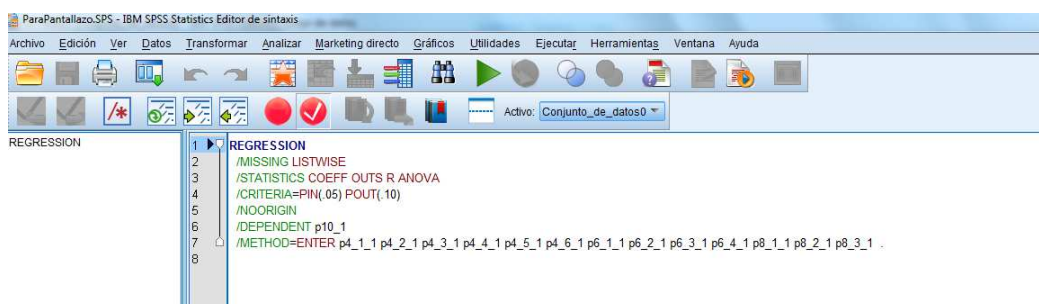 ParaPantallazo.SPS - IBM SPSS Statistics Editor de sintaxis
Archivo Edición Ver Datos Transformar Analizar Marketing directo Gráficos Utilidades Ejecutar Herramientas Ventana Ayuda
Activo: Conjunto_de_datos0
REGRESSION
1 REGRESSION
2 /MISSING LISTWISE
3 /STATISTICS COEFF OUTS R ANOVA
4 /CRITERIA=PIN(.05) POUT(.10)
5 /NOORIGIN
6 /DEPENDENT p10_1
7 /METHOD=ENTER p4_1_1 p4_2_1 p4_3_1 p4_4_1 p4_5_1 p4_6_1 p6_1_1 p6_2_1 p6_3_1 p6_4_1 p8_1_1 p8_2_1 p8_3_1 .
8